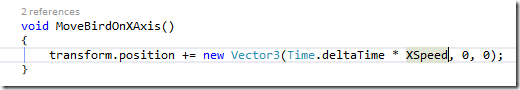 2 references
void MoveBirdOnXAxis()
{
transform.position += new Vector3(Time.deltaTime * XSpeed, 0, 0);
}